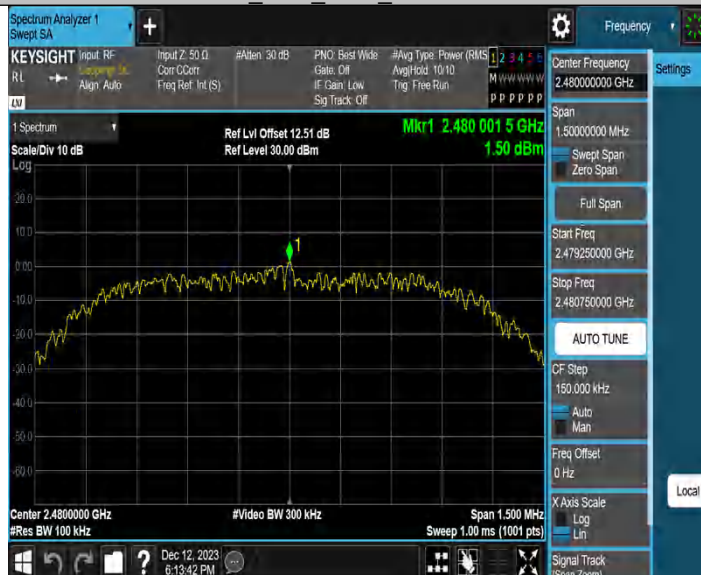 Spectrum Analyzer 1
Swept SA
+
Frequency
KEYSIGHT
RL
LXI
Input: RF
Coupling: DC
Align: Auto
Input Z: 50 Ω
Corr CCorr
Freq Ref: Int (S)
#Atten: 30 dB
PNO: Best Wide
Gate: Off
IF Gain: Low
Sig Track: Off
#Avg Type: Power (RMS
Avg|Hold: 10/10
Trig: Free Run
1 2 3 4 5 6
M W W W W W
P P P P P P
Settings
1 Spectrum
Scale/Div 10 dB
Ref Lvl Offset 12.51 dB
Ref Level 30.00 dBm
Mkr1 2.480 001 5 GHz
1.50 dBm
Log
20.0
10.0
0.00
-10.0
-20.0
-30.0
-40.0
-50.0
-60.0
1
Center 2.4800000 GHz
#Res BW 100 kHz
#Video BW 300 kHz
Span 1.500 MHz
Sweep 1.00 ms (1001 pts)
Center Frequency
2.480000000 GHz
Span
1.50000000 MHz
Swept Span
Zero Span
Full Span
Start Freq
2.479250000 GHz
Stop Freq
2.480750000 GHz
AUTO TUNE
CF Step
150.000 kHz
Auto
Man
Freq Offset
0 Hz
X Axis Scale
Log
Lin
Signal Track
(Span Zoom)
Local
?
Dec 12, 2023
6:13:42 PM